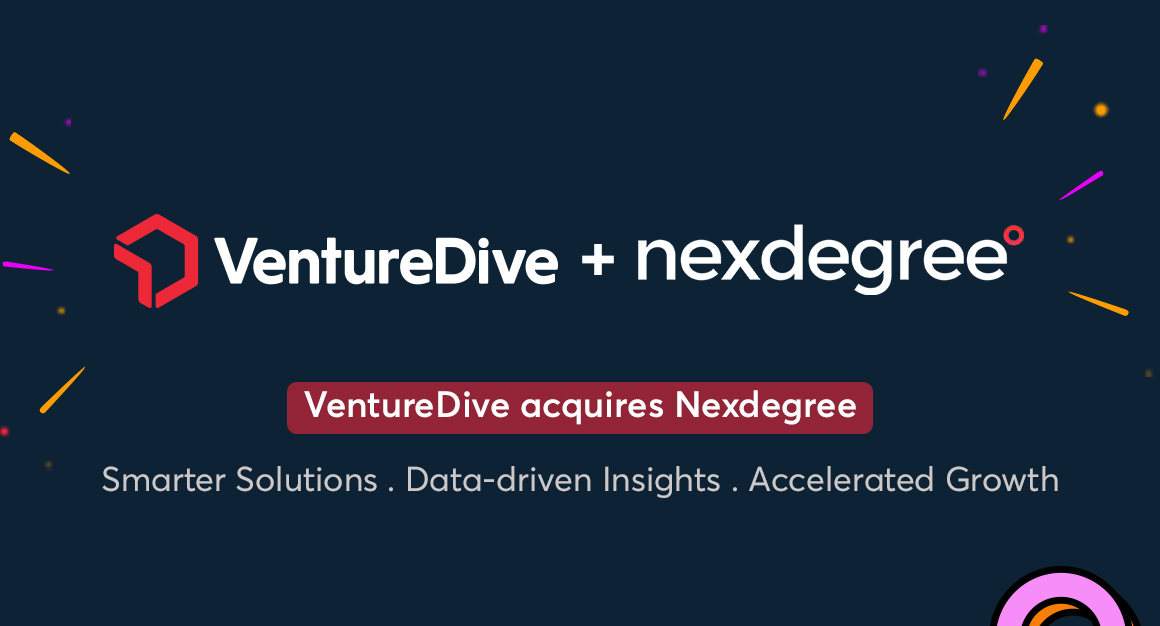 VentureDive + nexdegree°
VentureDive acquires Nexdegree
Smarter Solutions . Data-driven Insights . Accelerated Growth